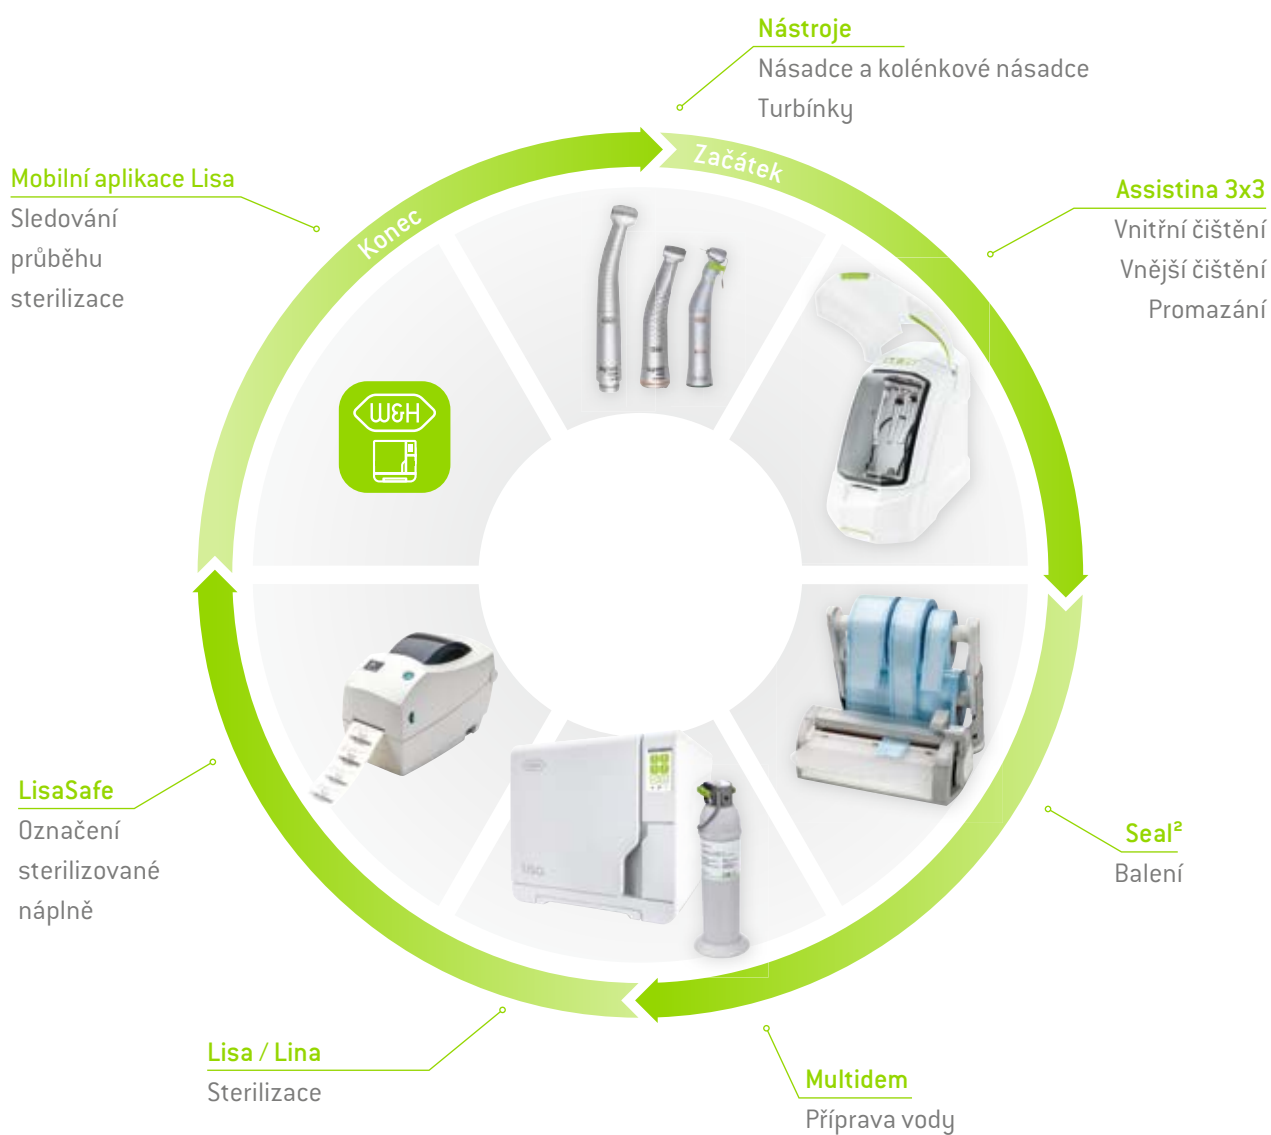 Nástroje
Násadce a kolénkové násadce
Turbínky
Začátek
Assistina 3x3
Vnitřní čištění
Vnější čištění
Promazání
Seal²
Balení
Multidem
Příprava vody
Lisa / Lina
Sterilizace
LisaSafe
Označení
sterilizované
náplně
Mobilní aplikace Lisa
Sledování
průběhu
sterilizace
Konec
W&H
Lisa